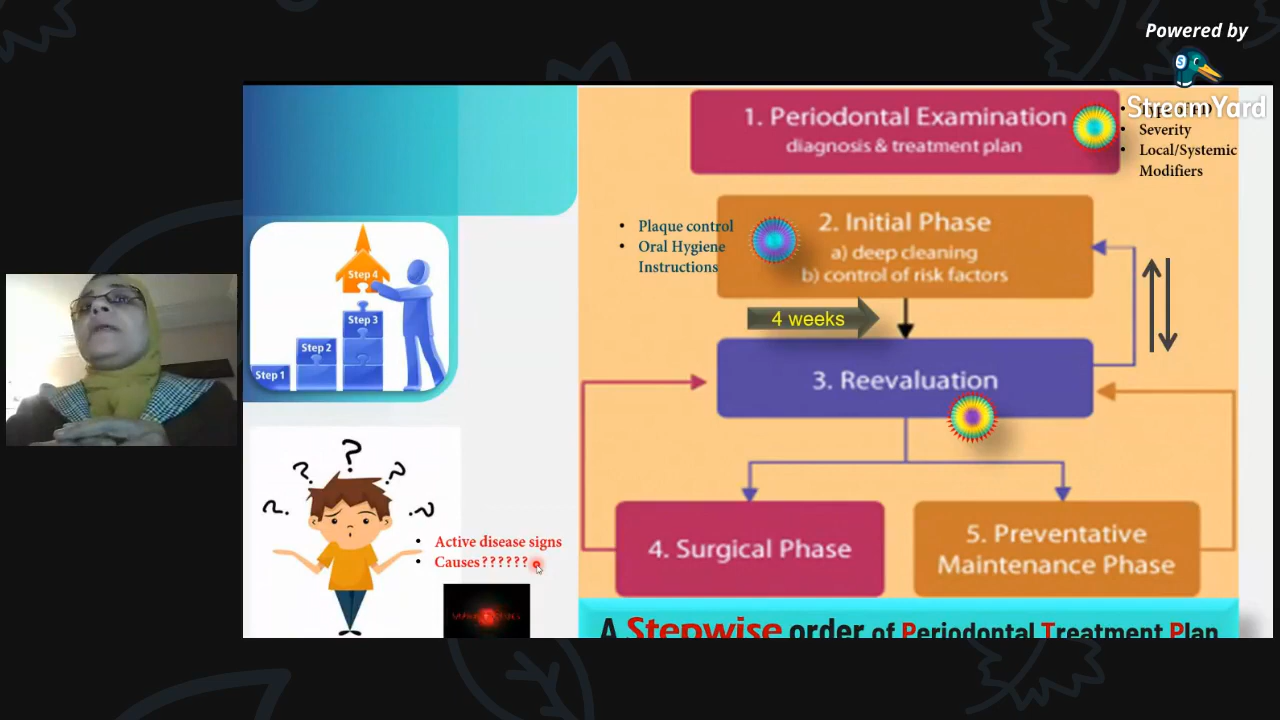 Powered by
StreamYard
1. Periodontal Examination
diagnosis & treatment plan
• Severity
• Local/Systemic
Modifiers
• Plaque control
• Oral Hygiene
Instructions
2. Initial Phase
a) deep cleaning
b) control of risk factors
4 weeks
Step 4
Step 3
Step 2
Step 1
3. Reevaluation
? ? ? ? ?
• Active disease signs
• Causes??????
4. Surgical Phase
5. Preventative
Maintenance Phase
A Stepwise order of Periodontal Treatment Plan